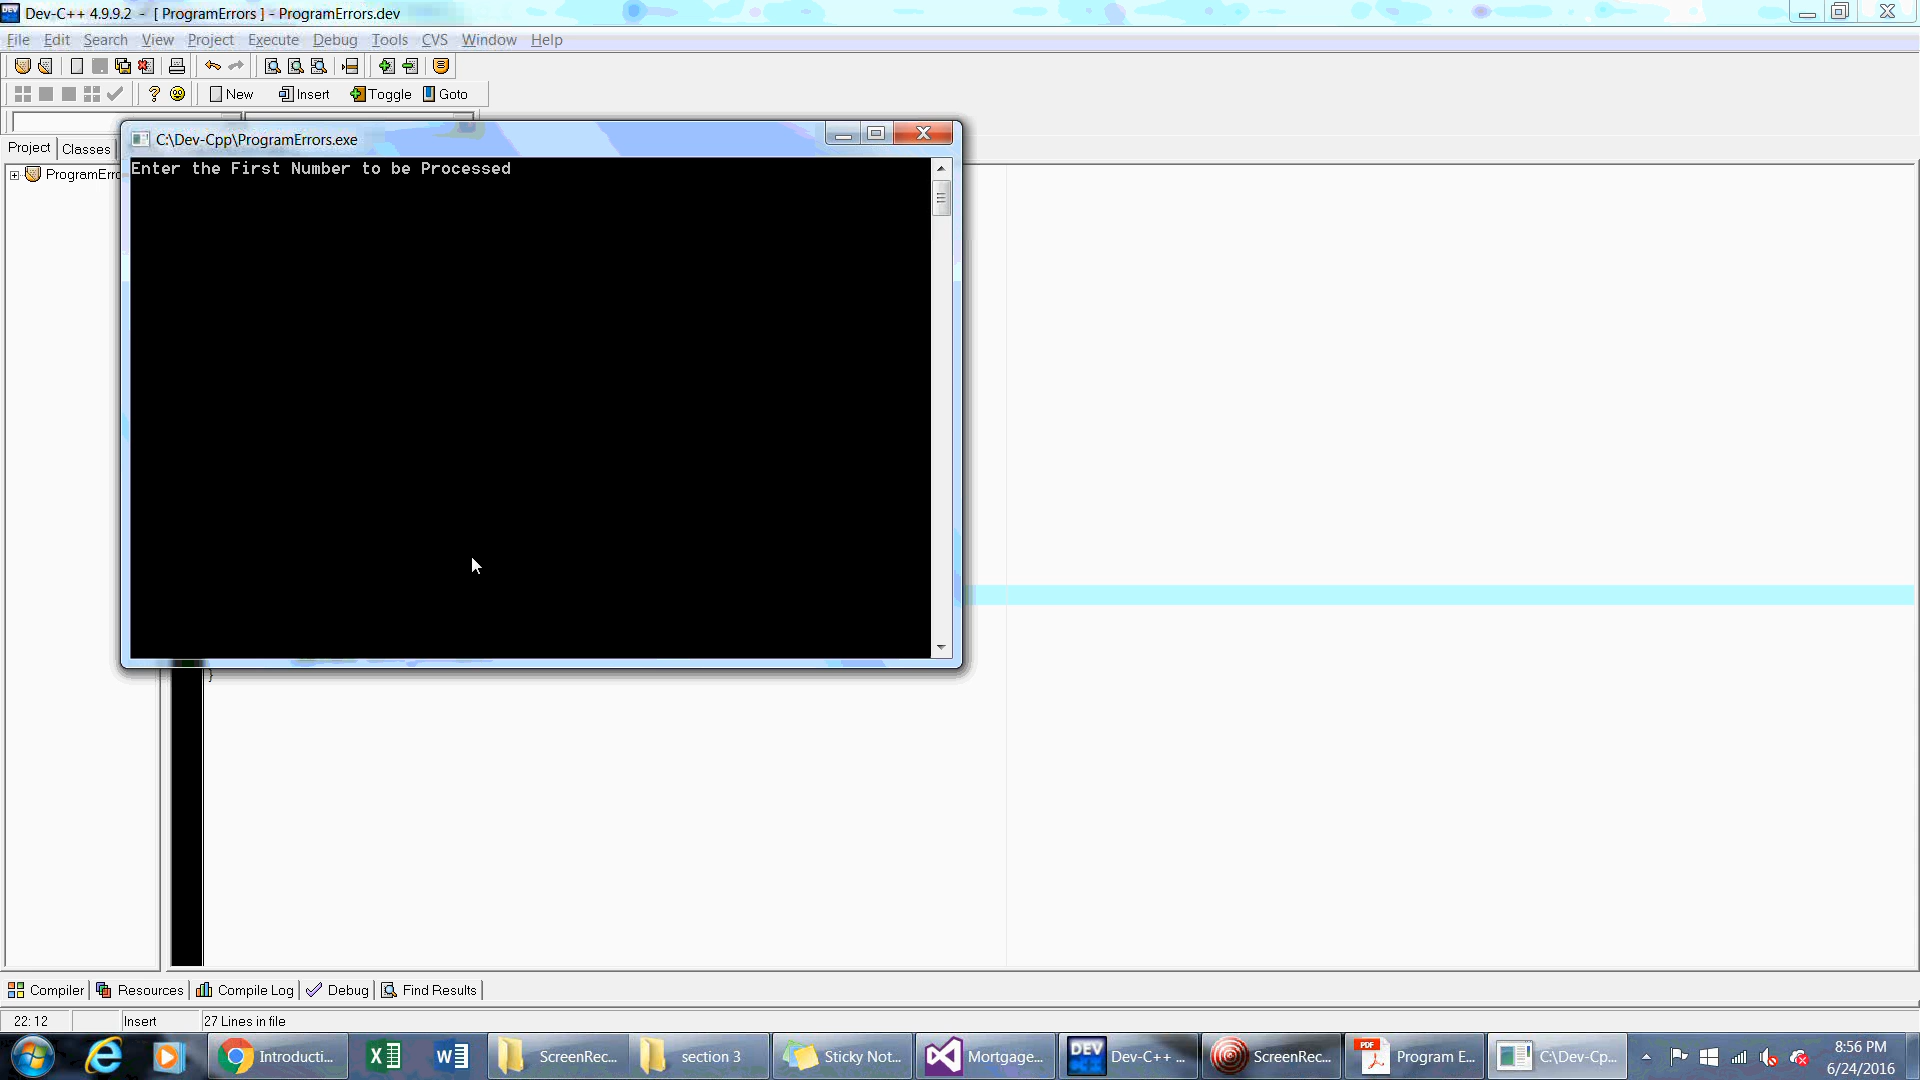 Dev-C++ 4.9.9.2 - [ ProgramErrors ] - ProgramErrors.dev
File Edit Search View Project Execute Debug Tools CVS Window Help
New Insert Toggle Goto
C:\Dev-Cpp\ProgramErrors.exe
Project Classes
Enter the First Number to be Processed
ProgramErro
}
Compiler Resources Compile Log Debug Find Results
22: 12 Insert 27 Lines in file
Introducti... ScreenRec... section 3 Sticky Not... Mortgage... DEV Dev-C++ ... ScreenRec... PDF Program E... C:\Dev-Cp... 8:56 PM
6/24/2016